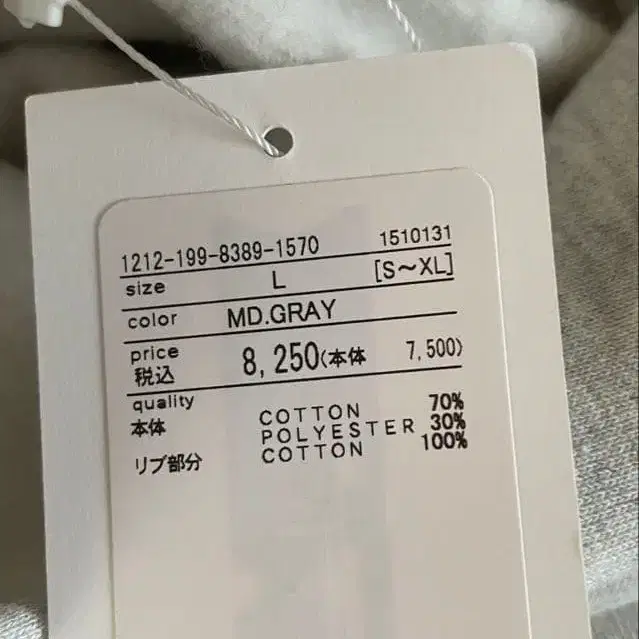 1212-199-8389-1570 1510131
size L [S～XL]
color MD.GRAY
price 8,250(本体 7,500)
税込
quality
本体 COTTON 70%
POLYESTER 30%
リブ部分 COTTON 100%